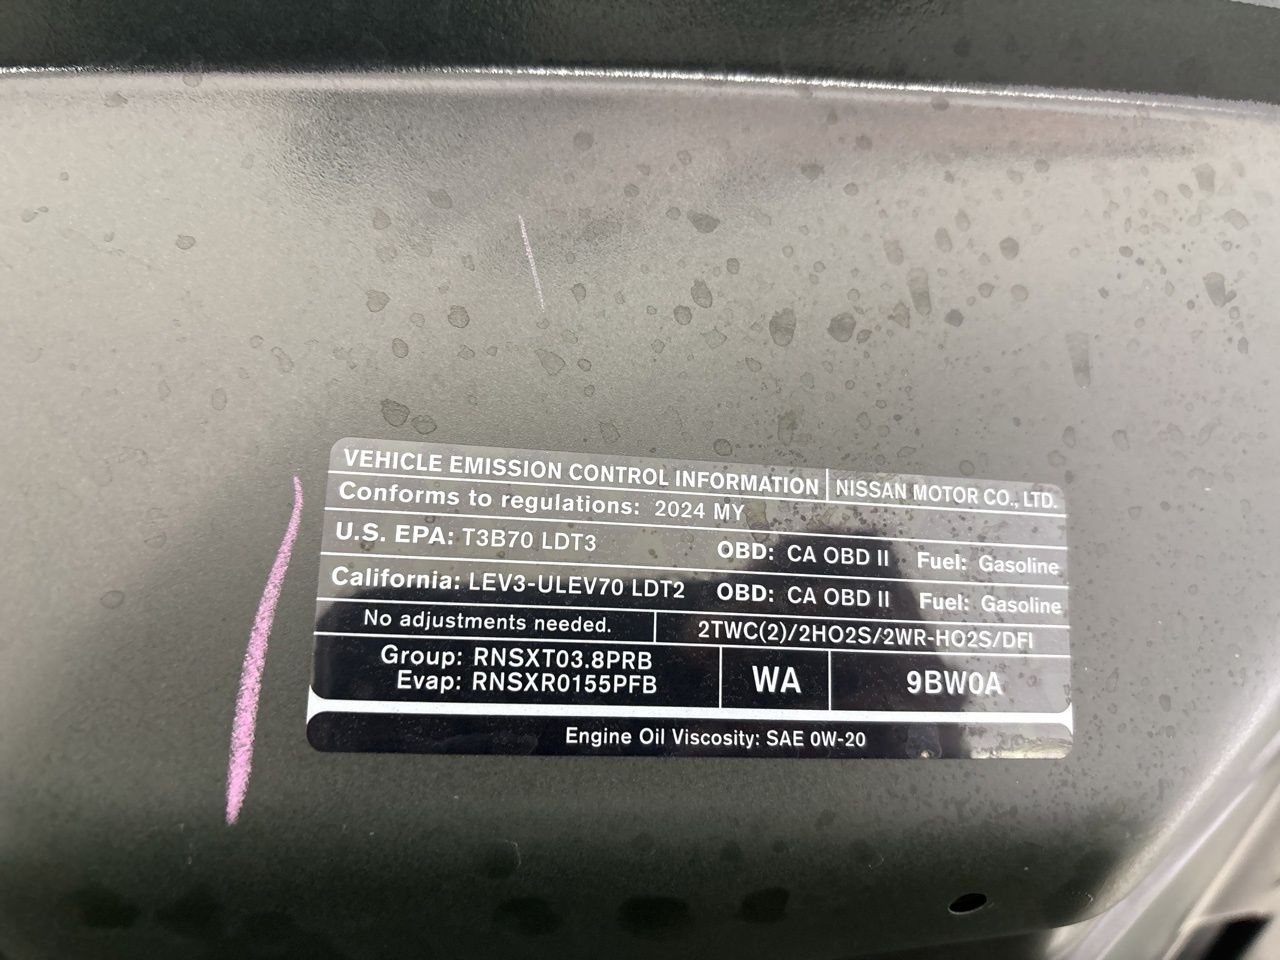 VEHICLE EMISSION CONTROL INFORMATION NISSAN MOTOR CO., LTD.
Conforms to regulations: 2024 MY
U.S. EPA: T3B70 LDT3 OBD: CA OBD II Fuel: Gasoline
California: LEV3-ULEV70 LDT2 OBD: CA OBD II Fuel: Gasoline
No adjustments needed. 2TWC(2)/2HO2S/2WR-HO2S/DFI
Group: RNSXT03.8PRB
Evap: RNSXR0155PFB
WA 9BW0A
Engine Oil Viscosity: SAE 0W-20